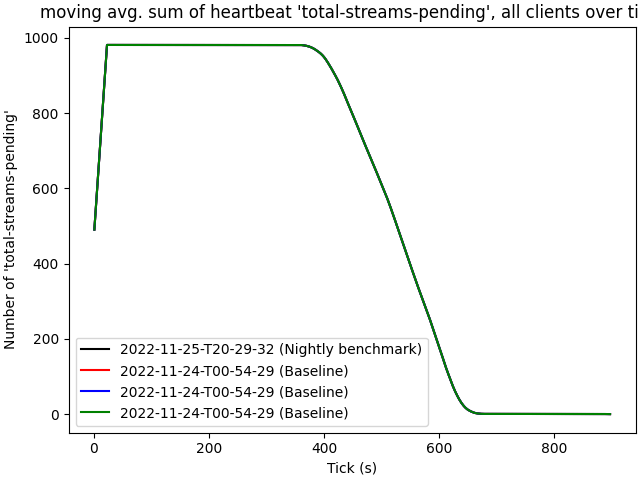 moving avg. sum of heartbeat 'total-streams-pending', all clients over ti
Number of 'total-streams-pending'
1000
800
600
400
200
0
2022-11-25-T20-29-32 (Nightly benchmark)
2022-11-24-T00-54-29 (Baseline)
2022-11-24-T00-54-29 (Baseline)
2022-11-24-T00-54-29 (Baseline)
0 200 400 600 800
Tick (s)